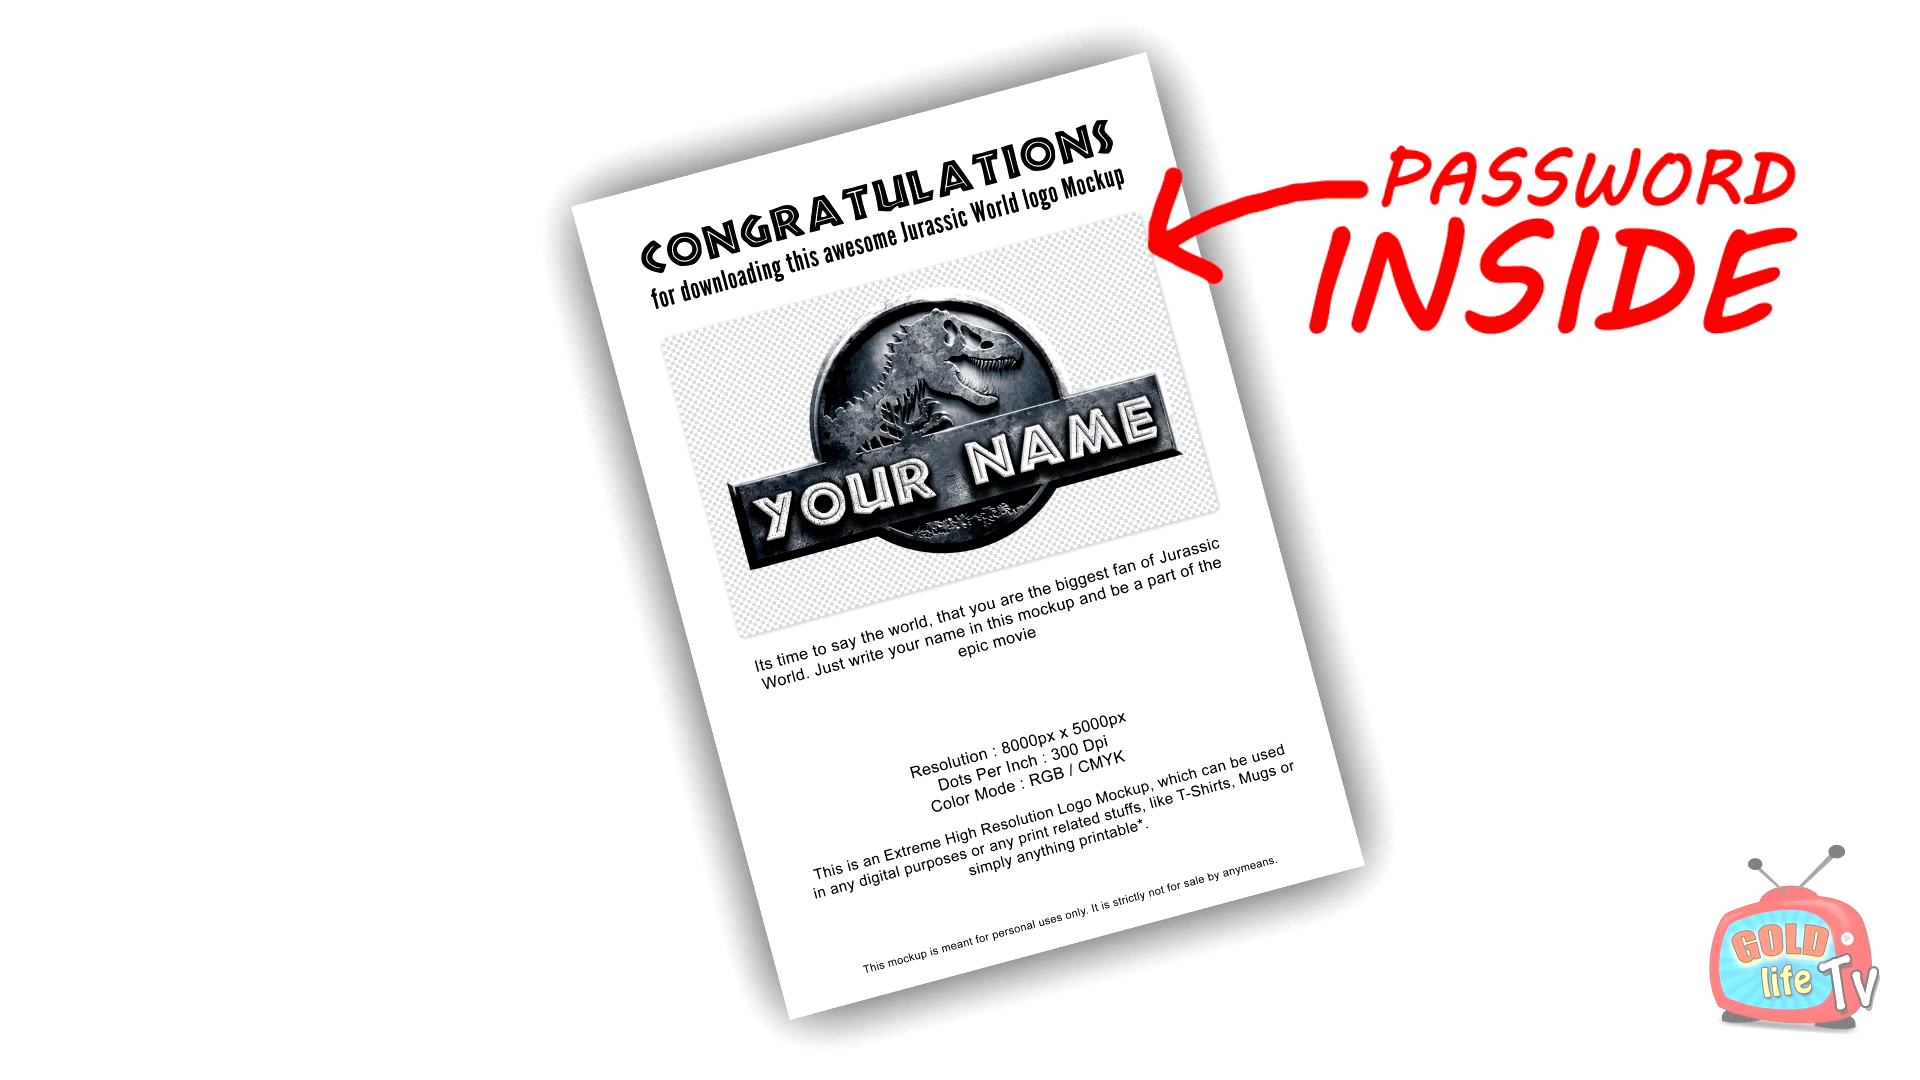 CONGRATULATIONS
for downloading this awesome Jurassic World logo Mockup
PASSWORD
INSIDE
YOUR NAME
Its time to say the world, that you are the biggest fan of Jurassic
World. Just write your name in this mockup and be a part of the
epic movie
Resolution : 8000px x 5000px
Dots Per Inch : 300 Dpi
Color Mode : RGB / CMYK
This is an Extreme High Resolution Logo Mockup, which can be used
in any digital purposes or any print related stuffs, like T-Shirts, Mugs or
simply anything printable*.
This mockup is meant for personal uses only. It is strictly not for sale by anymeans.
GOLD
life Tv